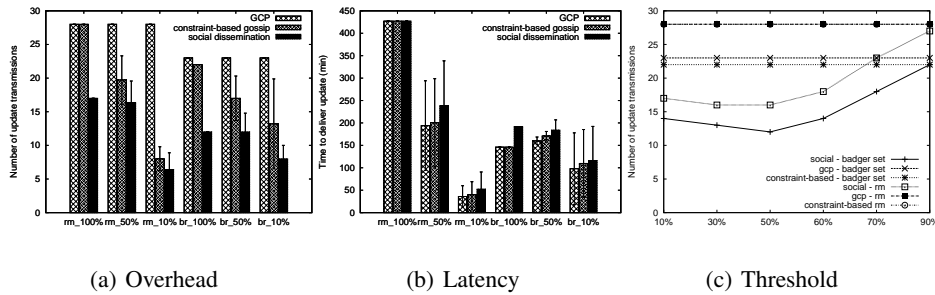 Number of update transmissions
30
25
20
15
10
5
0
GCP
constraint-based gossip
social dissemination
rm_100% rm_50% rm_10% br_100% br_50% br_10%
(a) Overhead
Time to deliver update (min)
450
400
350
300
250
200
150
100
50
0
GCP
constraint-based gossip
social dissemination
rm_100% rm_50% rm_10% br_100% br_50% br_10%
(b) Latency
Number of update transmissions
30
25
20
15
10
5
0
social - badger set
gcp - badger set
constraint-based - badger set
social - rm
gcp - rm
constraint-based rm
10% 30% 50% 60% 70% 90%
(c) Threshold